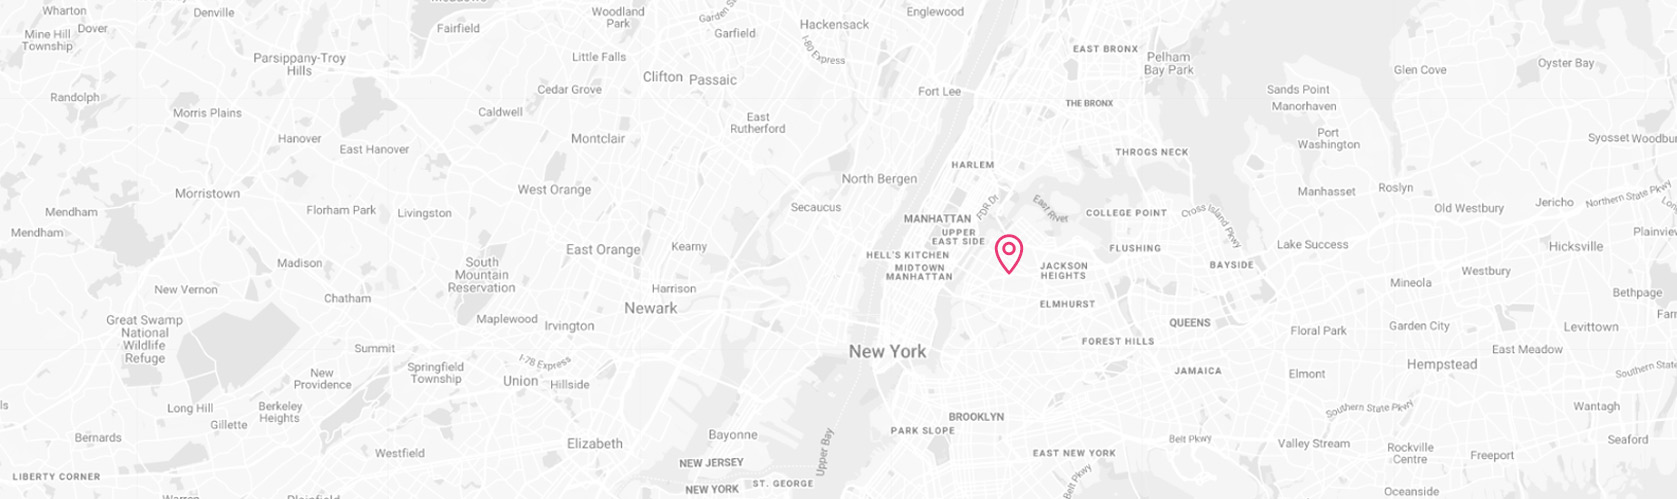 Wharton
Denville
Woodland
Park
Garden St
Hackensack
Englewood
Dover
Mine Hill
Township
Fairfield
Garfield
I-80 Express
EAST BRONX
Pelham
Bay Park
Parsippany-Troy
Hills
Little Falls
Clifton
Passaic
Glen Cove
Oyster Bay
Randolph
Cedar Grove
Fort Lee
THE BRONX
Sands Point
Manorhaven
Morris Plains
Caldwell
East
Rutherford
Hanover
Montclair
Port
Washington
Syosset
Woodbu
East Hanover
THROGS NECK
HARLEM
North Bergen
Morristown
West Orange
Manhasset
Roslyn
Northern State Pkwy
Mendham
Florham Park
Livingston
Secaucus
FDR Dr
East River
MANHATTAN
COLLEGE POINT
Cross Island Pkwy
Old Westbury
Jericho
Mendham
UPPER
EAST SIDE
Plainview
East Orange
Kearny
HELL'S KITCHEN
FLUSHING
Lake Success
Hicksville
Madison
South
Mountain
Reservation
MIDTOWN
MANHATTAN
JACKSON
HEIGHTS
BAYSIDE
Westbury
New Vernon
Chatham
Harrison
Newark
ELMHURST
Mineola
Bethpage
Great Swamp
National
Wildlife
Refuge
Maplewood
Irvington
QUEENS
Floral Park
Garden City
Levittown
Summit
I-78 Express
New York
FOREST HILLS
East Meadow
New
Providence
Springfield
Township
Union
Hillside
JAMAICA
Elmont
Hempstead
Southern State
Long Hill
Gillette
Berkeley
Heights
BROOKLYN
PARK SLOPE
Southern State Pkwy
Wantagh
Bernards
Westfield
Elizabeth
Bayonne
Upper Bay
EAST NEW YORK
Belt Pkwy
Belt Pkwy
Valley Stream
Rockville
Centre
Freeport
Seaford
LIBERTY CORNER
NEW JERSEY
NEW YORK
ST. GEORGE
Oceanside